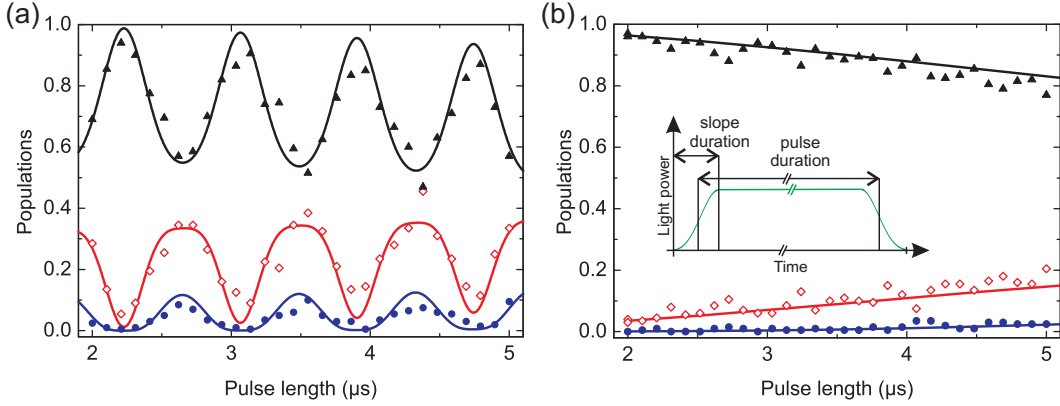 (a)
Populations
1.0
0.8
0.6
0.4
0.2
0.0
2
3
4
5
Pulse length (µs)
(b)
Populations
1.0
0.8
0.6
0.4
0.2
0.0
slope
duration
pulse
duration
Light power
Time
2
3
4
5
Pulse length (µs)